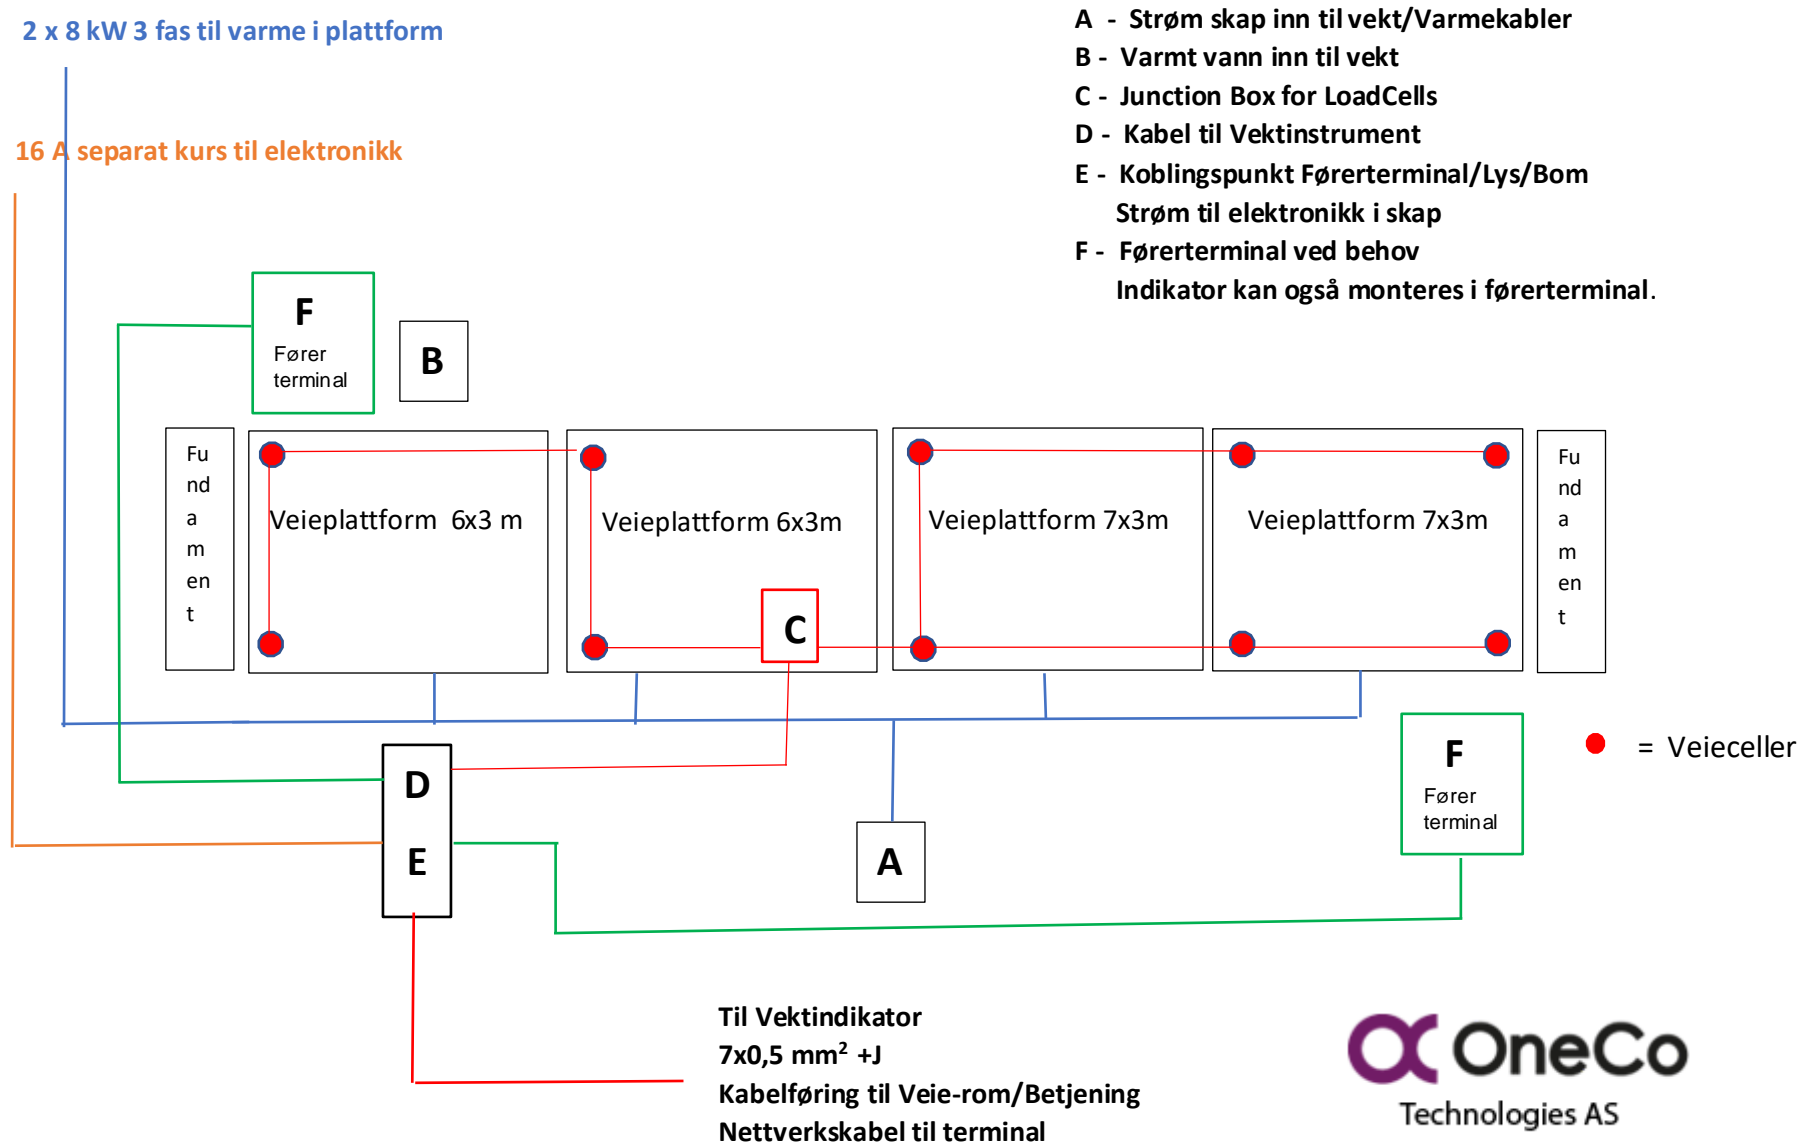 2 x 8 kW 3 fas til varme i plattform
16 A separat kurs til elektronikk
A - Strøm skap inn til vekt/Varmekabler
B - Varmt vann inn til vekt
C - Junction Box for LoadCells
D - Kabel til Vektinstrument
E - Koblingspunkt Førerterminal/Lys/Bom
Strøm til elektronikk i skap
F - Førerterminal ved behov
Indikator kan også monteres i førerterminal.
F
Fører
terminal
B
Fu
nd
a
m
en
t
Veieplattform 6x3 m
Veieplattform 6x3m
Veieplattform 7x3m
Veieplattform 7x3m
Fu
nd
a
m
en
t
C
D
E
A
F
Fører
terminal
= Veieceller
Til Vektindikator
7x0,5 mm² +J
Kabelføring til Veie-rom/Betjening
Nettverkskabel til terminal
OneCo
Technologies AS